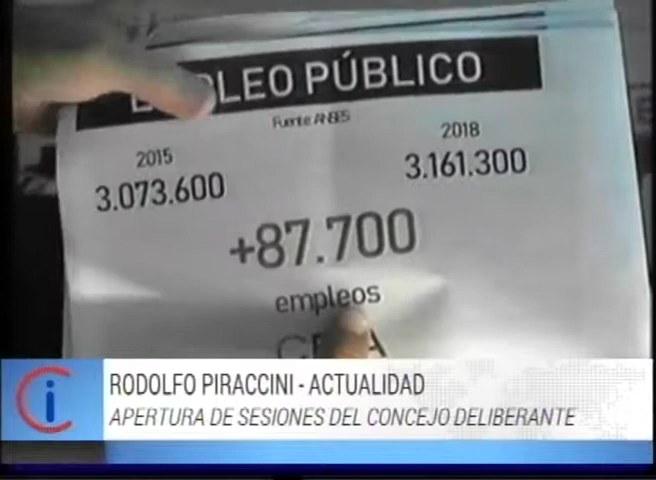 EMPLEO PÚBLICO
Fuente ANSES
2015
2018
3.073.600
3.161.300
+87.700
empleos
RODOLFO PIRACCINI - ACTUALIDAD
APERTURA DE SESIONES DEL CONCEJO DELIBERANTE